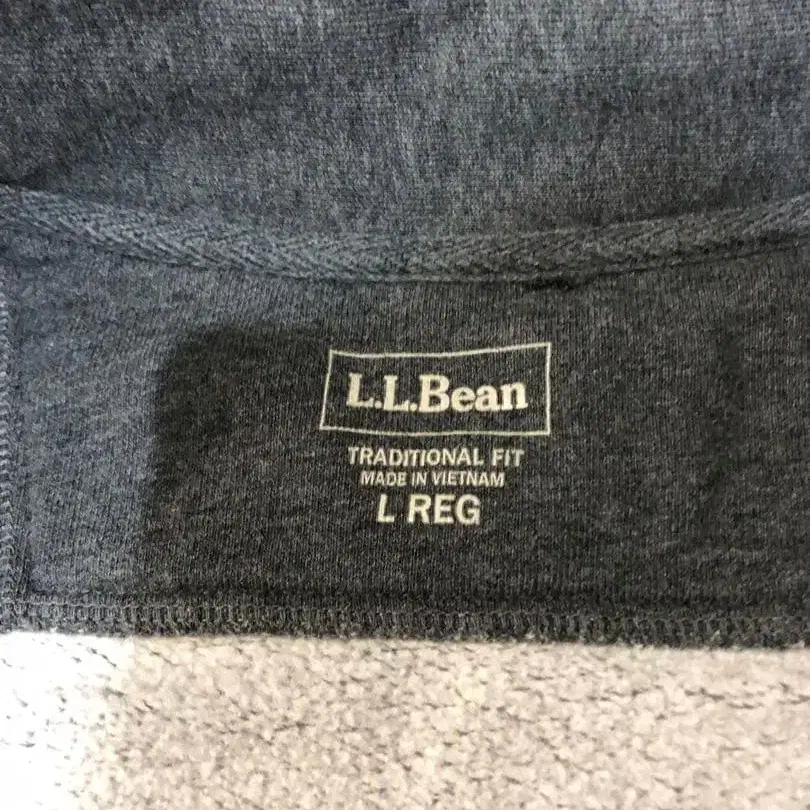 L.L.Bean
TRADITIONAL FIT
MADE IN VIETNAM
L REG